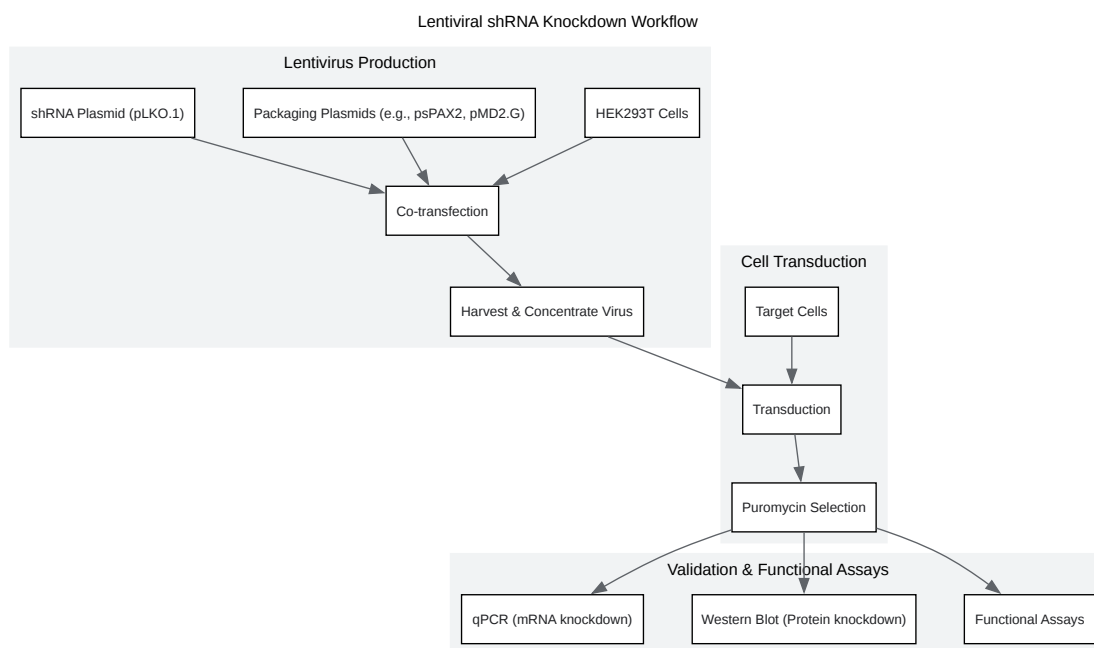 Lentiviral shRNA Knockdown Workflow
Lentivirus Production
shRNA Plasmid (pLKO.1)
Packaging Plasmids (e.g., psPAX2, pMD2.G)
HEK293T Cells
Co-transfection
Harvest & Concentrate Virus
Cell Transduction
Target Cells
Transduction
Puromycin Selection
Validation & Functional Assays
qPCR (mRNA knockdown)
Western Blot (Protein knockdown)
Functional Assays